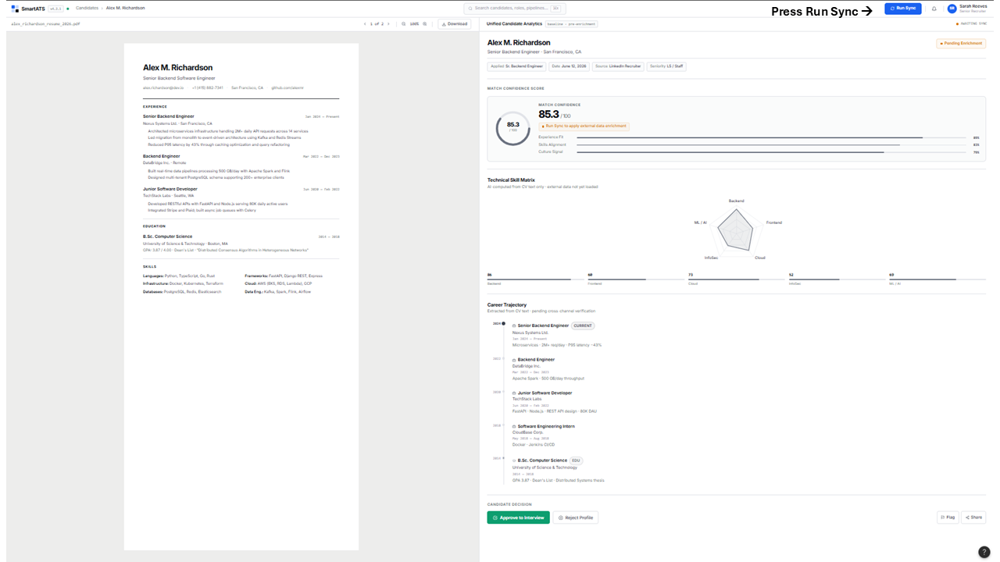 SmartATS v4.2.1 Candidates › Alex M. Richardson
Search candidates, roles, pipelines... ⌘K
Press Run Sync →
Run Sync
SR
Sarah Reeves
Senior Recruiter
alex_richardson_resume_2026.pdf
‹ 1 of 2 › 100% Download
Alex M. Richardson
Senior Backend Software Engineer
alex.richardson@dev.io San Francisco, CA github.com/alexmr
EXPERIENCE
Senior Backend Engineer Jan 2024 – Present
Nexus Systems Ltd. · San Francisco, CA
Architected microservices infrastructure handling 2M+ daily API requests across 14 services
Led migration from monolith to event-driven architecture using Kafka and Redis Streams
Reduced P95 latency by 43% through caching optimization and query refactoring
Backend Engineer Mar 2022 – Dec 2023
DataBridge Inc. · Remote
Built real-time data pipelines processing 500 GB/day with Apache Spark and Flink
Designed multi-tenant PostgreSQL schema supporting 200+ enterprise clients
Junior Software Developer Jun 2020 – Feb 2022
TechStack Labs · Seattle, WA
Developed RESTful APIs with FastAPI and Node.js serving 80K daily active users
Integrated Stripe and Plaid; built async job queues with Celery
EDUCATION
B.Sc. Computer Science 2014 – 2018
University of Science & Technology · Boston, MA
GPA: 3.87 / 4.00 · Dean's List · "Distributed Consensus Algorithms in Heterogeneous Networks"
SKILLS
Languages: Python, TypeScript, Go, Rust Frameworks: FastAPI, Django REST, Express
Infrastructure: Docker, Kubernetes, Terraform Cloud: AWS (EKS, RDS, Lambda), GCP
Databases: PostgreSQL, Redis, Elasticsearch Data Eng.: Kafka, Spark, Flink, Airflow
Unified Candidate Analytics baseline · pre-enrichment AWAITING SYNC
Alex M. Richardson
Senior Backend Engineer · San Francisco, CA
Pending Enrichment
Applied: Sr. Backend Engineer Date: June 12, 2026 Source: LinkedIn Recruiter Seniority: L5 / Staff
MATCH CONFIDENCE SCORE
85.3
/ 100
MATCH CONFIDENCE
85.3 / 100
Run Sync to apply external data enrichment
Experience Fit
Skills Alignment
Culture Signal
Technical Skill Matrix
AI computed from CV text only · external data not yet loaded
Backend
ML / AI Frontend
InfoSec Cloud
86 68 73 52 69
Backend Frontend Cloud InfoSec ML / AI
Career Trajectory
Extracted from CV text · pending cross-channel verification
2024 Senior Backend Engineer CURRENT
Nexus Systems Ltd.
Jan 2024 – Present
Microservices · 2M+ req/day · P95 latency −43%
2022 Backend Engineer
DataBridge Inc.
Mar 2022 – Dec 2023
Apache Spark · 500 GB/day throughput
2020 Junior Software Developer
TechStack Labs
Jun 2020 – Feb 2022
FastAPI · Node.js · REST API design · 80K DAU
2018 Software Engineering Intern
CloudBase Corp.
May 2018 – Aug 2018
Docker · Jenkins CI/CD
2014 B.Sc. Computer Science EDU
University of Science & Technology
2014 – 2018
GPA 3.87 · Dean's List · Distributed Systems thesis
CANDIDATE DECISION
Approve to Interview Reject Profile Flag Share
?